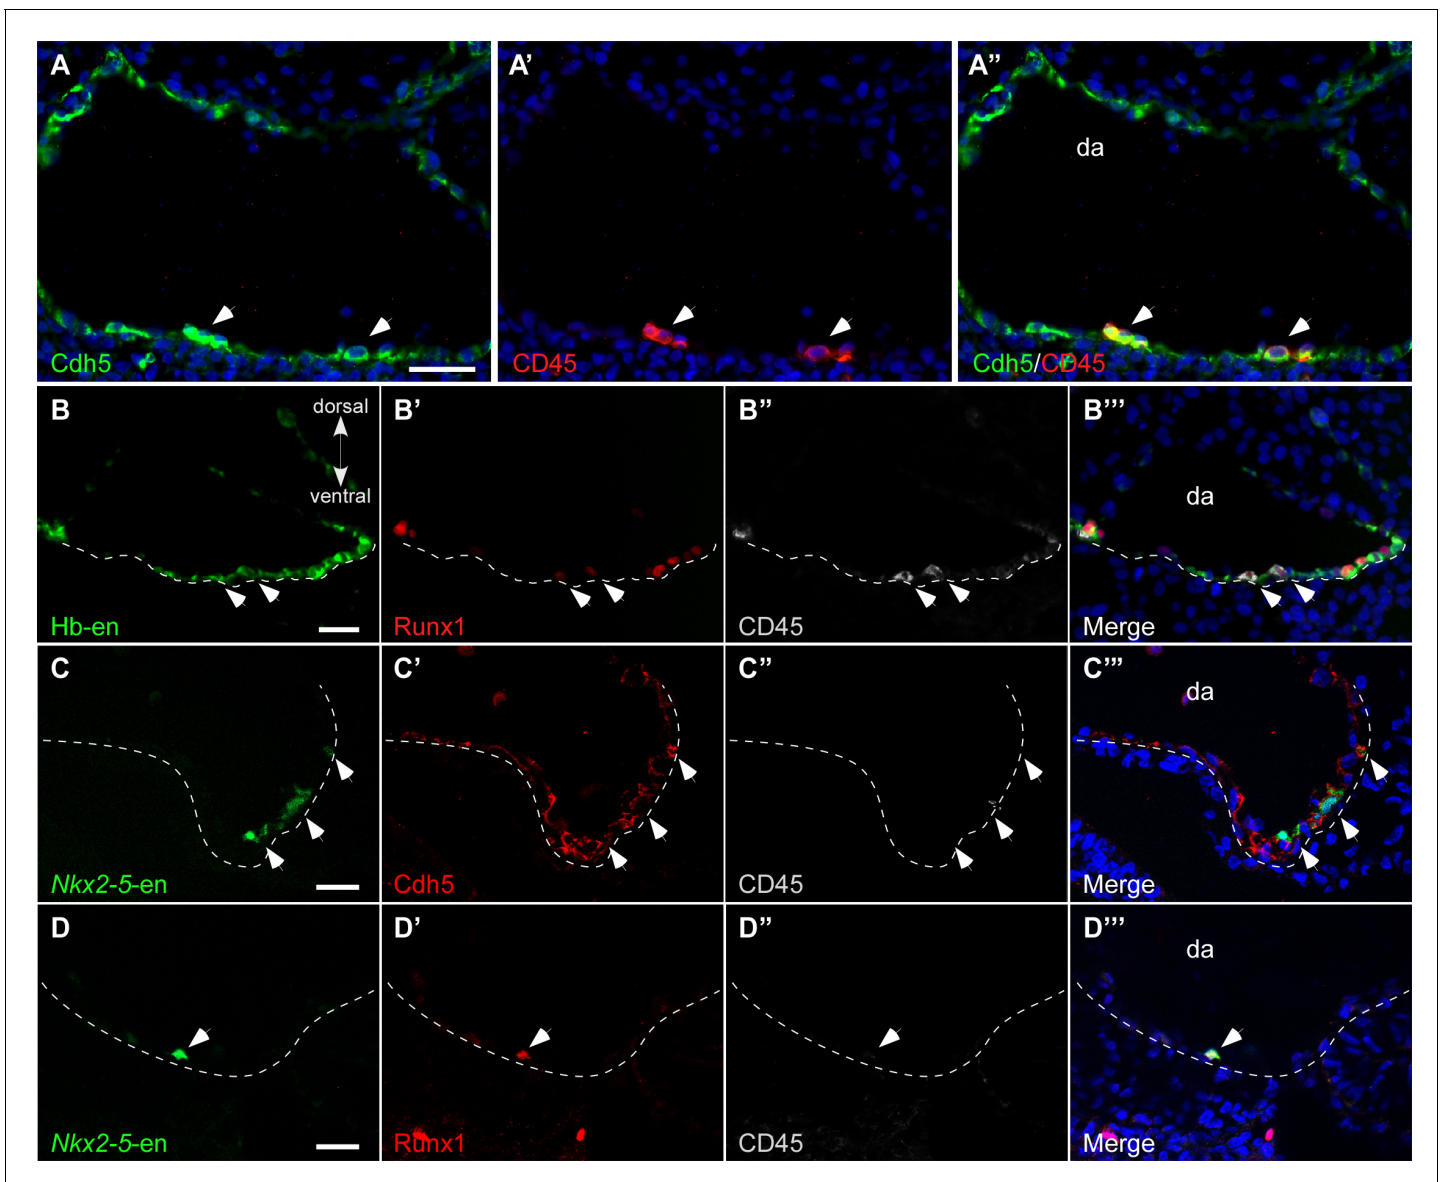 A
A'
A”
da
Cdh5
CD45
Cdh5/CD45
B
B'
B”
B”’
dorsal
ventral
da
Hb-en
Runx1
CD45
Merge
C
C'
C”
C”’
da
Nkx2-5-en
Cdh5
CD45
Merge
D
D'
D”
D”’
da
Nkx2-5-en
Runx1
CD45
Merge